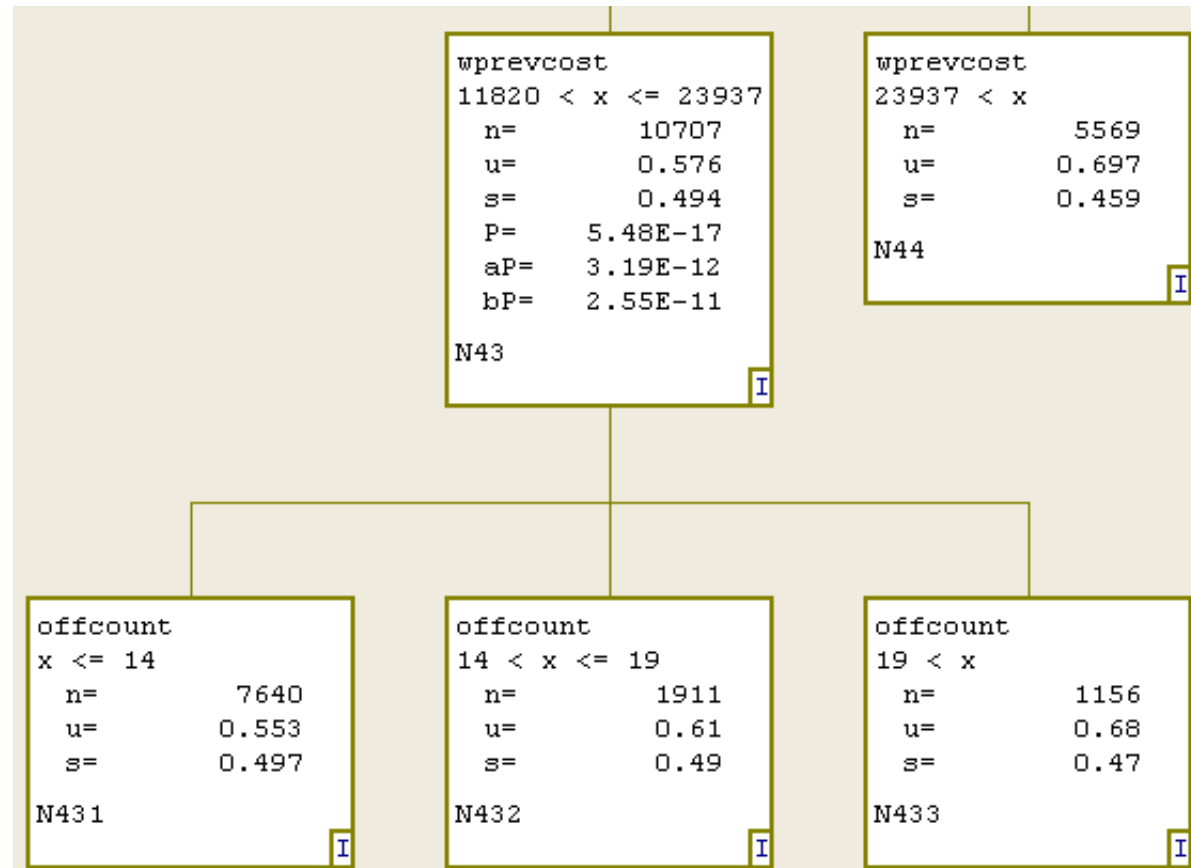 wprevcost
11820 < x <= 23937
n= 10707
u= 0.576
s= 0.494
P= 5.48E-17
aP= 3.19E-12
bP= 2.55E-11
N43
I
wprevcost
23937 < x
n= 5569
u= 0.697
s= 0.459
N44
I
offcount
x <= 14
n= 7640
u= 0.553
s= 0.497
N431
I
offcount
14 < x <= 19
n= 1911
u= 0.61
s= 0.49
N432
I
offcount
19 < x
n= 1156
u= 0.68
s= 0.47
N433
I